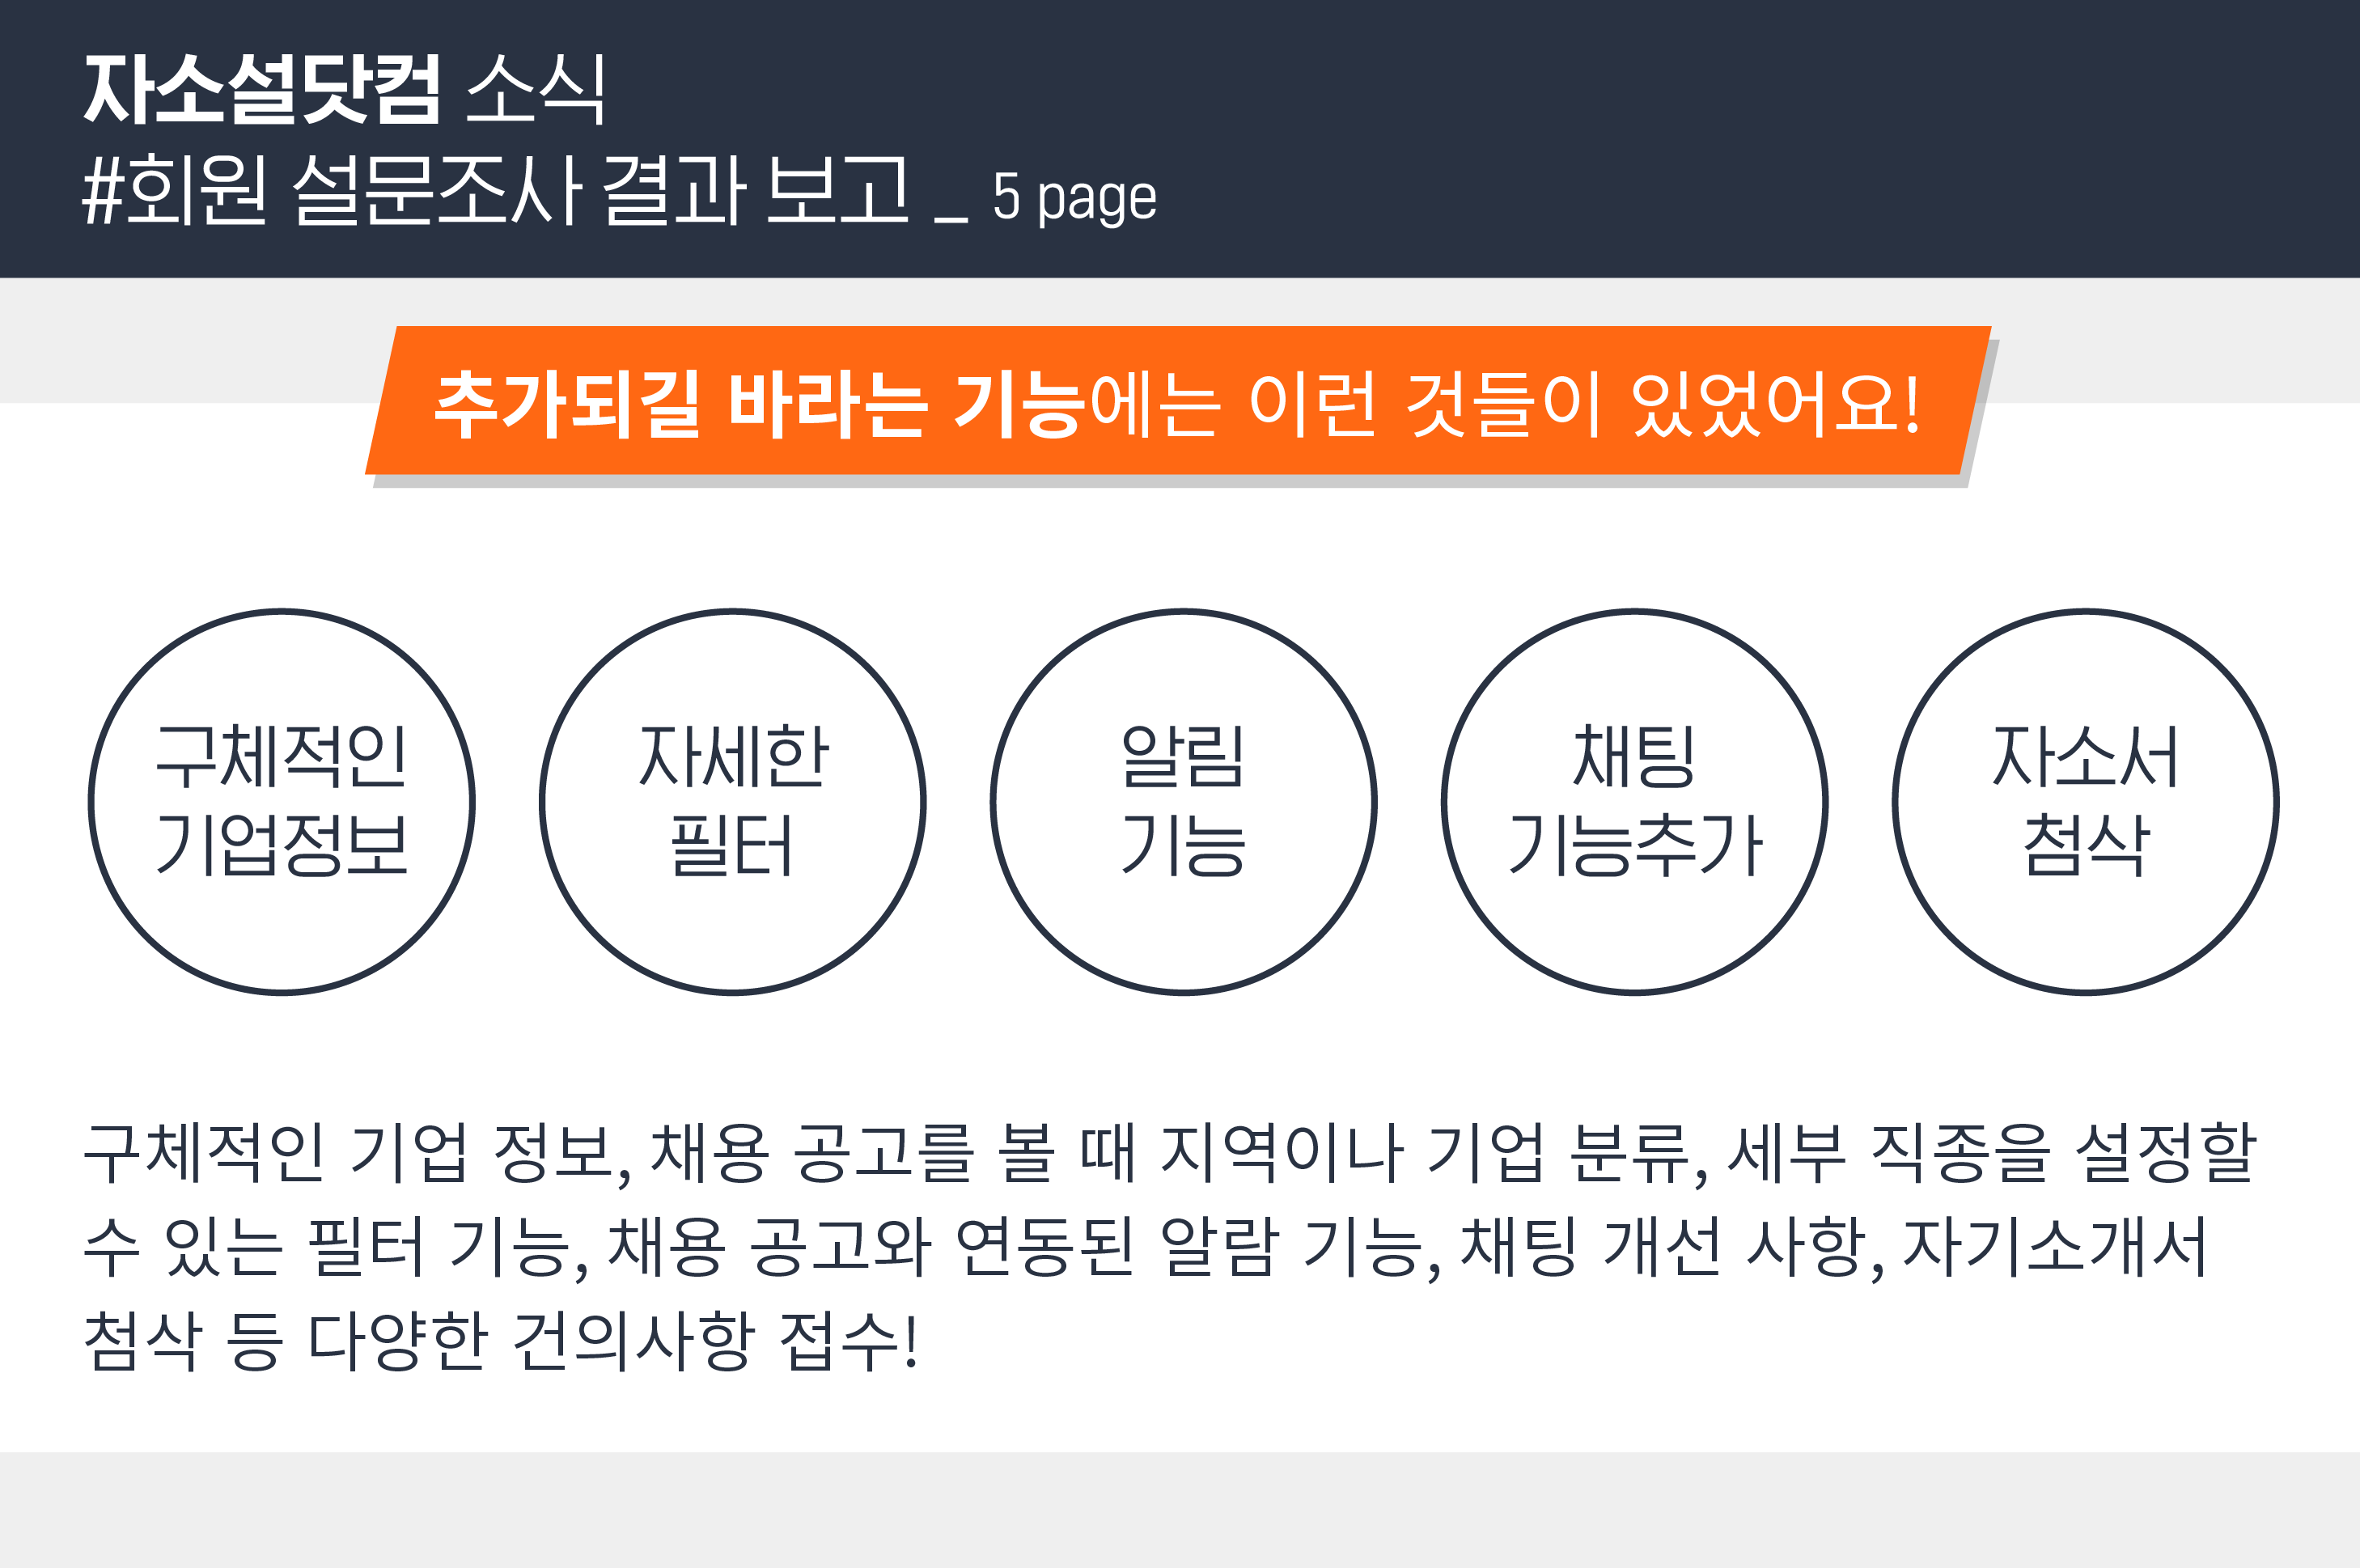 자소설닷컴 소식
#회원 설문조사 결과 보고 _ 5 page
추가되길 바라는 기능에는 이런 것들이 있었어요!
구체적인
기업정보
자세한
필터
알림
기능
채팅
기능추가
자소서
첨삭
구체적인 기업 정보, 채용 공고를 볼 때 지역이나 기업 분류, 세부 직종을 설정할
수 있는 필터 기능, 채용 공고와 연동된 알람 기능, 채팅 개선 사항, 자기소개서
첨삭 등 다양한 건의사항 접수!